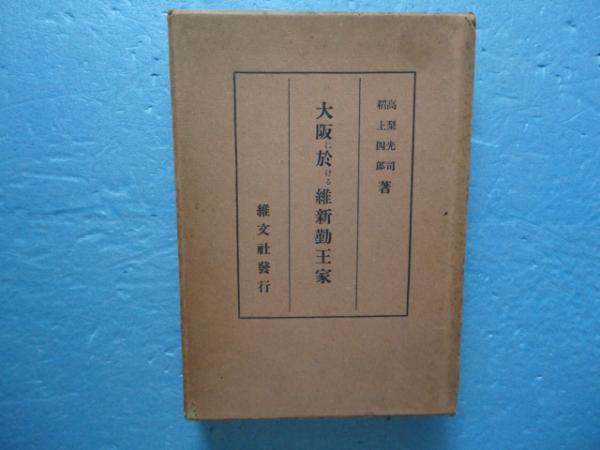 高梨光司
稻上四郎
著
大阪に於ける維新勤王家
維文社發行